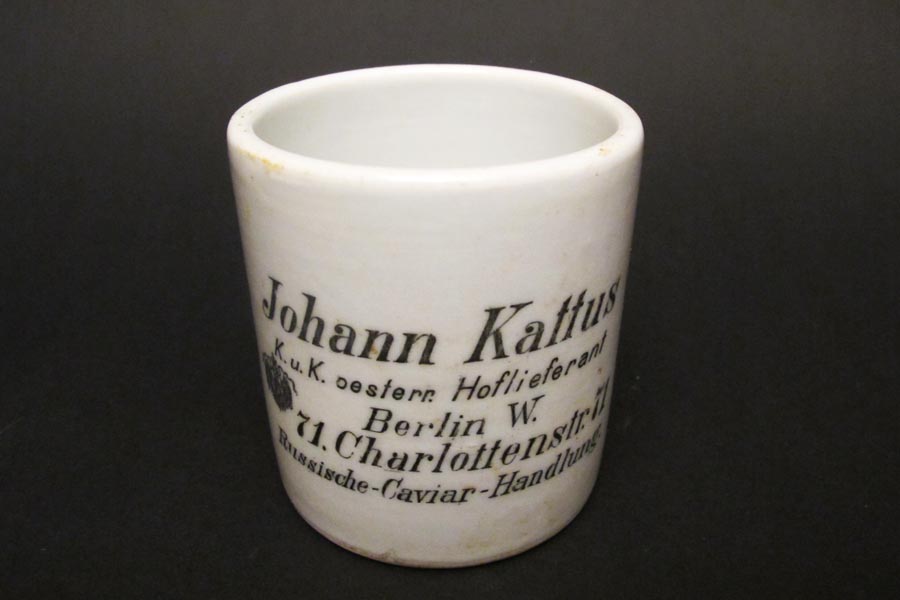 Johann Kattus
K.u.K. oesterr. Hoflieferant
Berlin W.
71. Charlottenstr. 71
Russische-Caviar-Handlung.